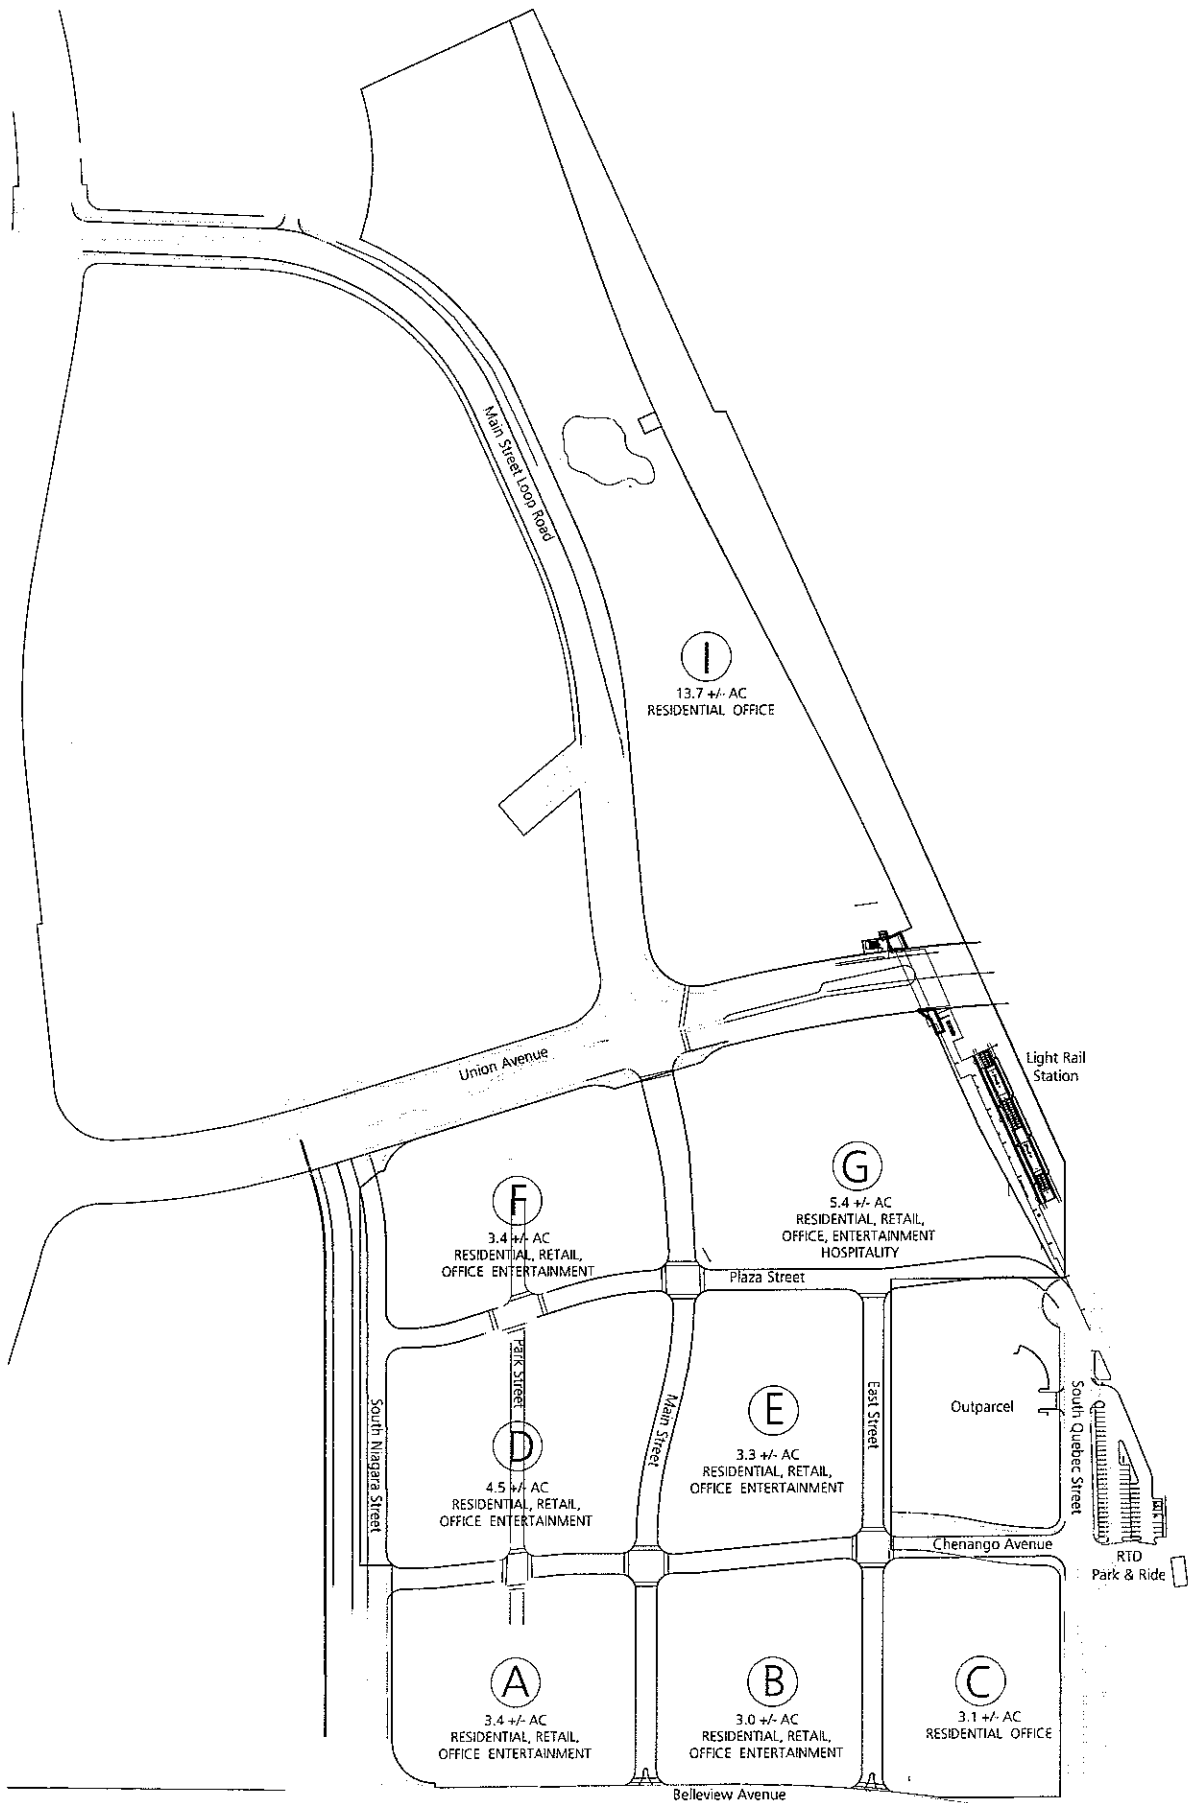 Main Street Loop Road
I
13.7 +/- AC
RESIDENTIAL OFFICE
Union Avenue
Light Rail
Station
F
3.4 +/- AC
RESIDENTIAL, RETAIL,
OFFICE ENTERTAINMENT
G
5.4 +/- AC
RESIDENTIAL, RETAIL,
OFFICE, ENTERTAINMENT
HOSPITALITY
Plaza Street
Park Street
South Niagara Street
D
4.5 +/- AC
RESIDENTIAL, RETAIL,
OFFICE ENTERTAINMENT
Main Street
E
3.3 +/- AC
RESIDENTIAL, RETAIL,
OFFICE ENTERTAINMENT
East Street
Outparcel
South Quebec Street
Chenango Avenue
RTD
Park & Ride
A
3.4 +/- AC
RESIDENTIAL, RETAIL,
OFFICE ENTERTAINMENT
B
3.0 +/- AC
RESIDENTIAL, RETAIL,
OFFICE ENTERTAINMENT
C
3.1 +/- AC
RESIDENTIAL OFFICE
Belleview Avenue